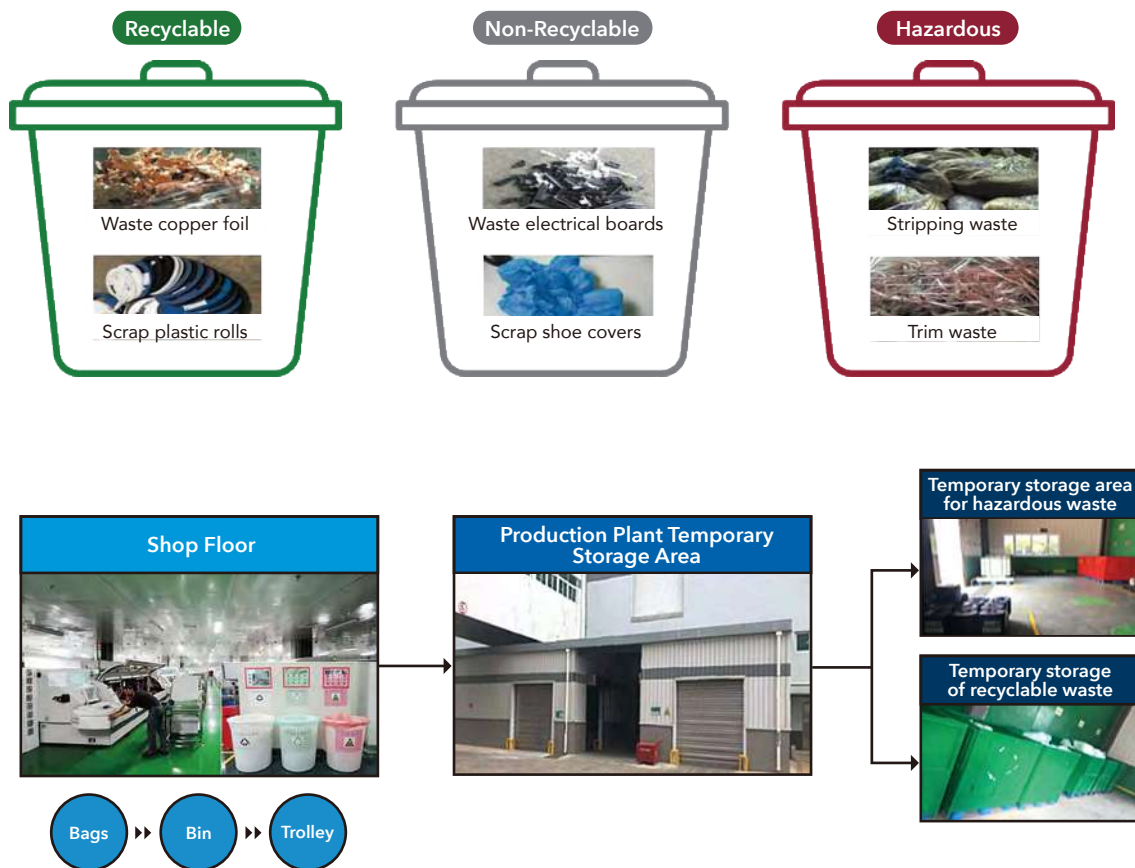 Recyclable
Non-Recyclable
Hazardous
Waste copper foil
Scrap plastic rolls
Waste electrical boards
Scrap shoe covers
Stripping waste
Trim waste
Shop Floor
Production Plant Temporary
Storage Area
Temporary storage area
for hazardous waste
Temporary storage
of recyclable waste
Bags
Bin
Trolley